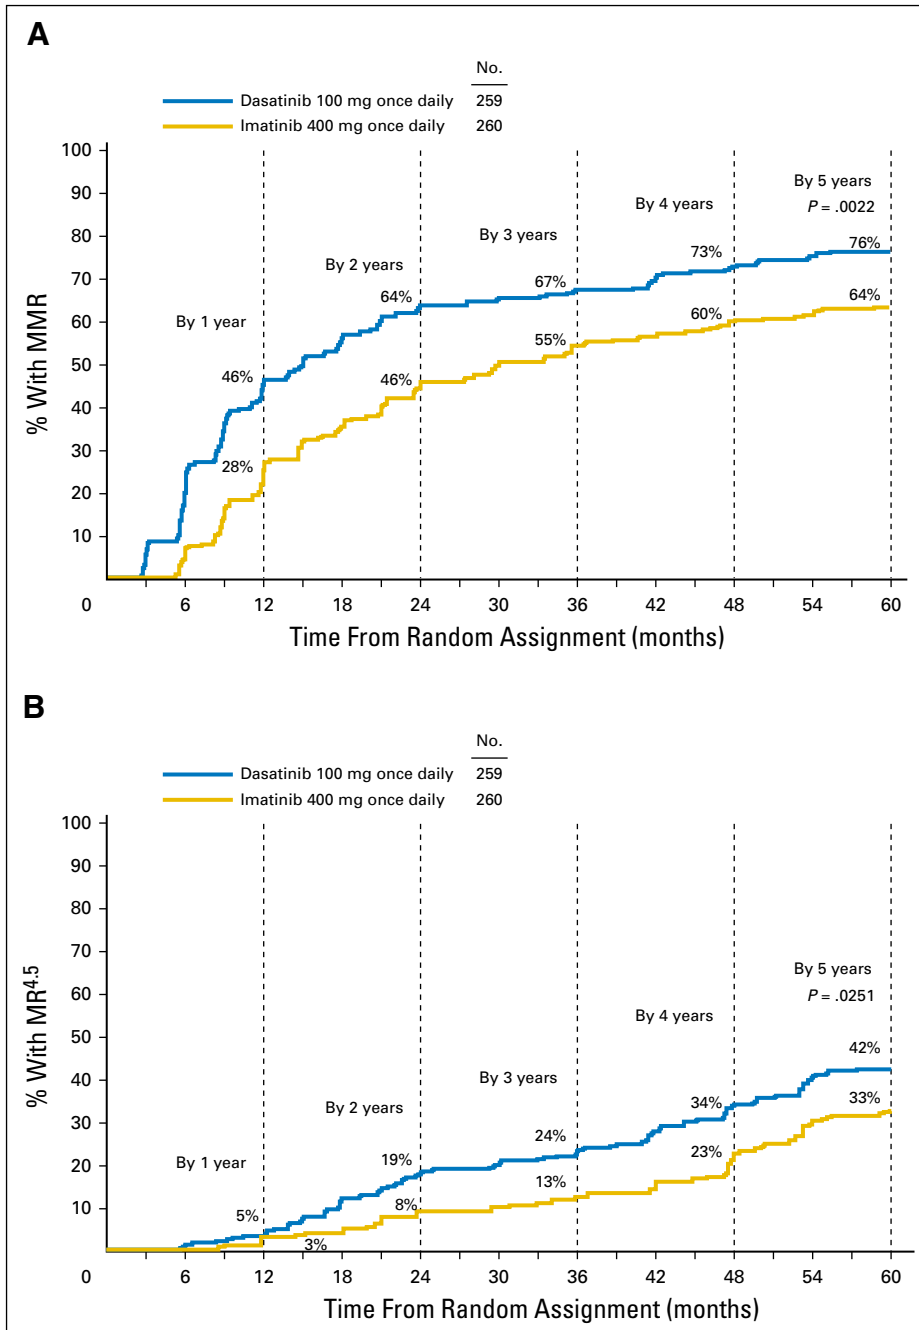 A
No.
Dasatinib 100 mg once daily 259
Imatinib 400 mg once daily 260
100
90
80
70
60
50
40
30
20
10
0
% With MMR
By 1 year
By 2 years
By 3 years
By 4 years
By 5 years
P = .0022
46%
64%
67%
73%
76%
28%
46%
55%
60%
64%
6 12 18 24 30 36 42 48 54 60
Time From Random Assignment (months)
B
No.
Dasatinib 100 mg once daily 259
Imatinib 400 mg once daily 260
100
90
80
70
60
50
40
30
20
10
0
% With MR4.5
By 1 year
By 2 years
By 3 years
By 4 years
By 5 years
P = .0251
5%
19%
24%
34%
42%
3%
8%
13%
23%
33%
6 12 18 24 30 36 42 48 54 60
Time From Random Assignment (months)